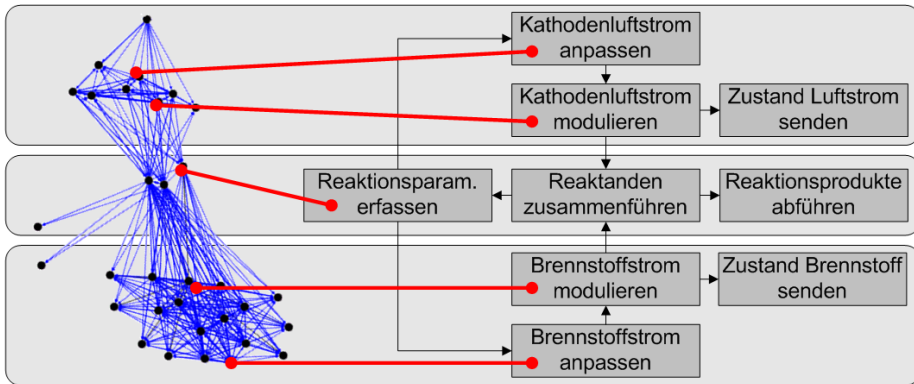 Kathodenluftstrom
anpassen
Kathodenluftstrom
modulieren
Zustand Luftstrom
senden
Reaktionsparam.
erfassen
Reaktanden
zusammenführen
Reaktionsprodukte
abführen
Brennstoffstrom
modulieren
Zustand Brennstoff
senden
Brennstoffstrom
anpassen